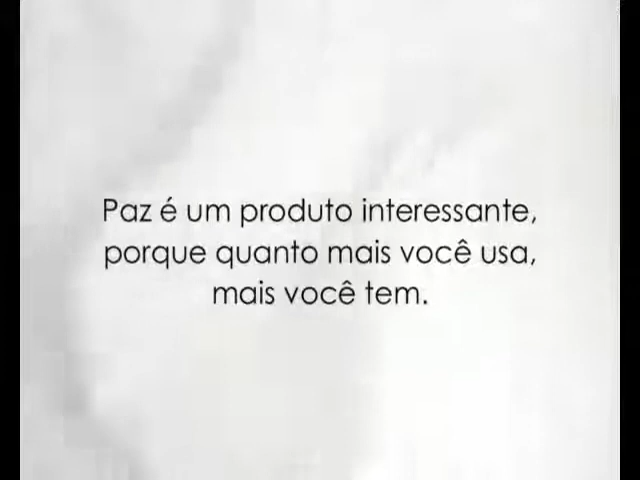 Paz é um produto interessante,
porque quanto mais você usa,
mais você tem.